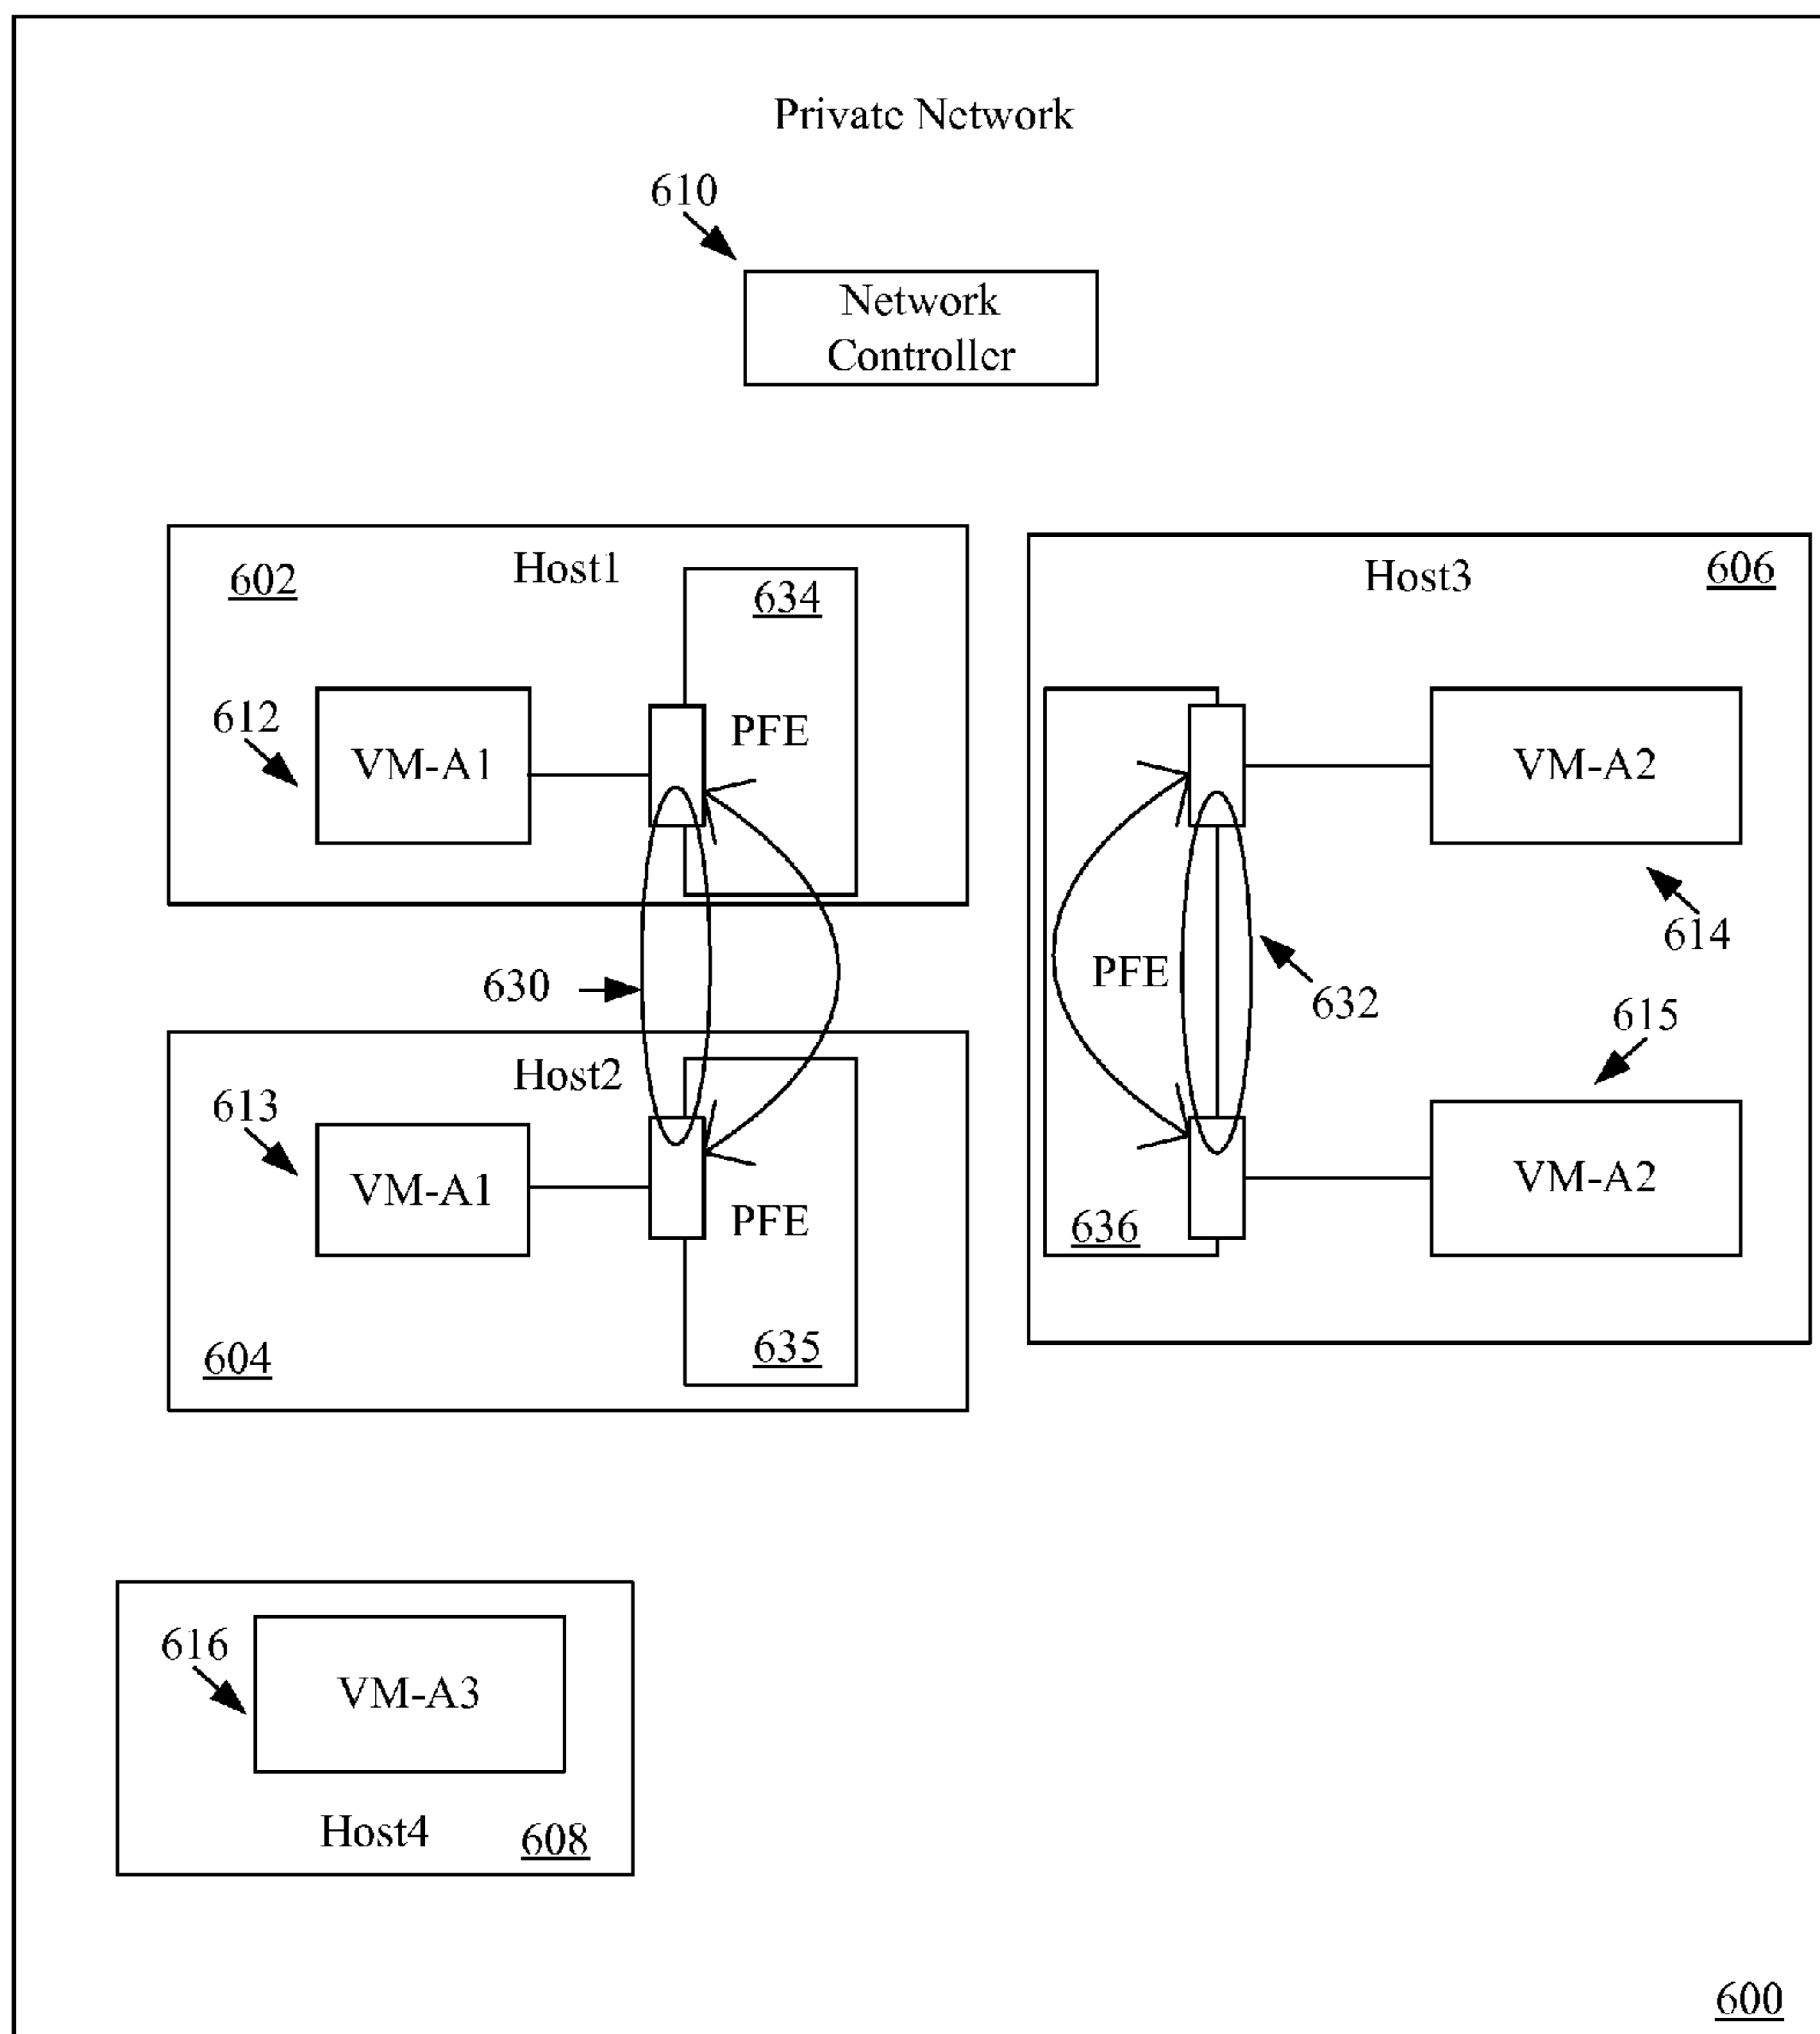 Private Network
610
Network
Controller
602
Host1
634
612
VM-A1
PFE
Host3
606
VM-A2
614
630
PFE
632
615
Host2
613
VM-A1
PFE
VM-A2
636
604
635
616
VM-A3
Host4
608
600